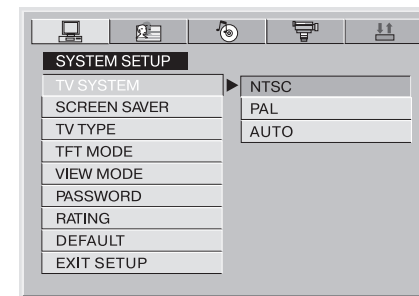 SYSTEM SETUP
TV SYSTEM
NTSC
SCREEN SAVER
PAL
TV TYPE
AUTO
TFT MODE
VIEW MODE
PASSWORD
RATING
DEFAULT
EXIT SETUP